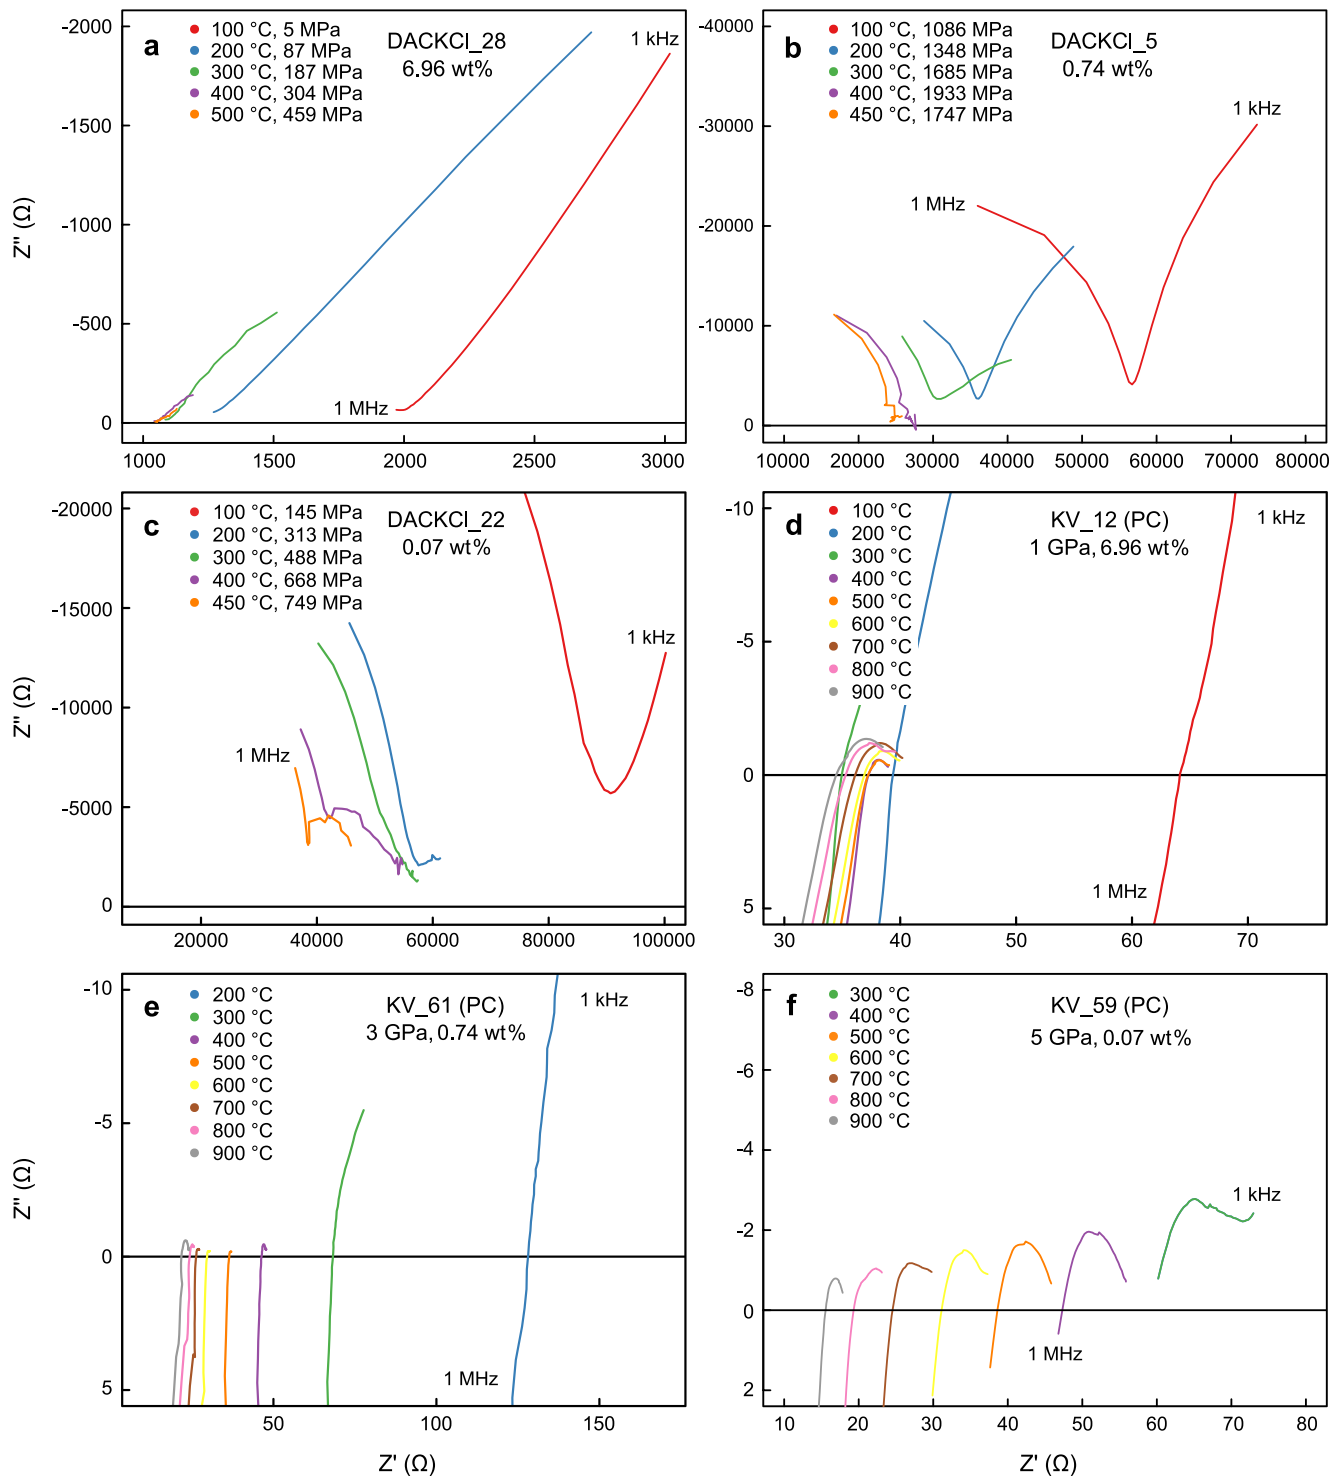 a
DACKCl_28
6.96 wt%
100 °C, 5 MPa
200 °C, 87 MPa
300 °C, 187 MPa
400 °C, 304 MPa
500 °C, 459 MPa
1 kHz
1 MHz
-2000
-1500
-1000
-500
0
1000
1500
2000
2500
3000
Z'' (Ω)
b
DACKCl_5
0.74 wt%
100 °C, 1086 MPa
200 °C, 1348 MPa
300 °C, 1685 MPa
400 °C, 1933 MPa
450 °C, 1747 MPa
1 kHz
1 MHz
-40000
-30000
-20000
-10000
0
10000
20000
30000
40000
50000
60000
70000
80000
c
DACKCl_22
0.07 wt%
100 °C, 145 MPa
200 °C, 313 MPa
300 °C, 488 MPa
400 °C, 668 MPa
450 °C, 749 MPa
1 kHz
1 MHz
-20000
-15000
-10000
-5000
0
20000
40000
60000
80000
100000
Z'' (Ω)
d
KV_12 (PC)
1 GPa, 6.96 wt%
100 °C
200 °C
300 °C
400 °C
500 °C
600 °C
700 °C
800 °C
900 °C
1 kHz
1 MHz
-10
-5
0
5
30
40
50
60
70
e
KV_61 (PC)
3 GPa, 0.74 wt%
200 °C
300 °C
400 °C
500 °C
600 °C
700 °C
800 °C
900 °C
1 kHz
1 MHz
-10
-5
0
5
50
100
150
Z'' (Ω)
Z' (Ω)
f
KV_59 (PC)
5 GPa, 0.07 wt%
300 °C
400 °C
500 °C
600 °C
700 °C
800 °C
900 °C
1 kHz
1 MHz
-8
-6
-4
-2
0
2
10
20
30
40
50
60
70
80
Z' (Ω)